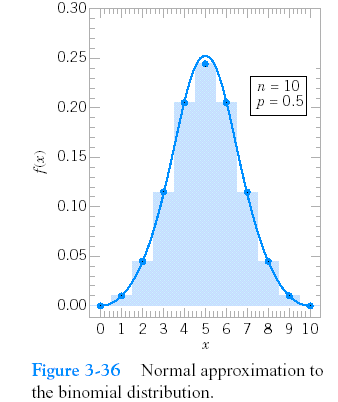 0.30
0.25
0.20
0.15
0.10
0.05
0.00
f(x)
n = 10
p = 0.5
0 1 2 3 4 5 6 7 8 9 10
x
Figure 3-36 Normal approximation to
the binomial distribution.